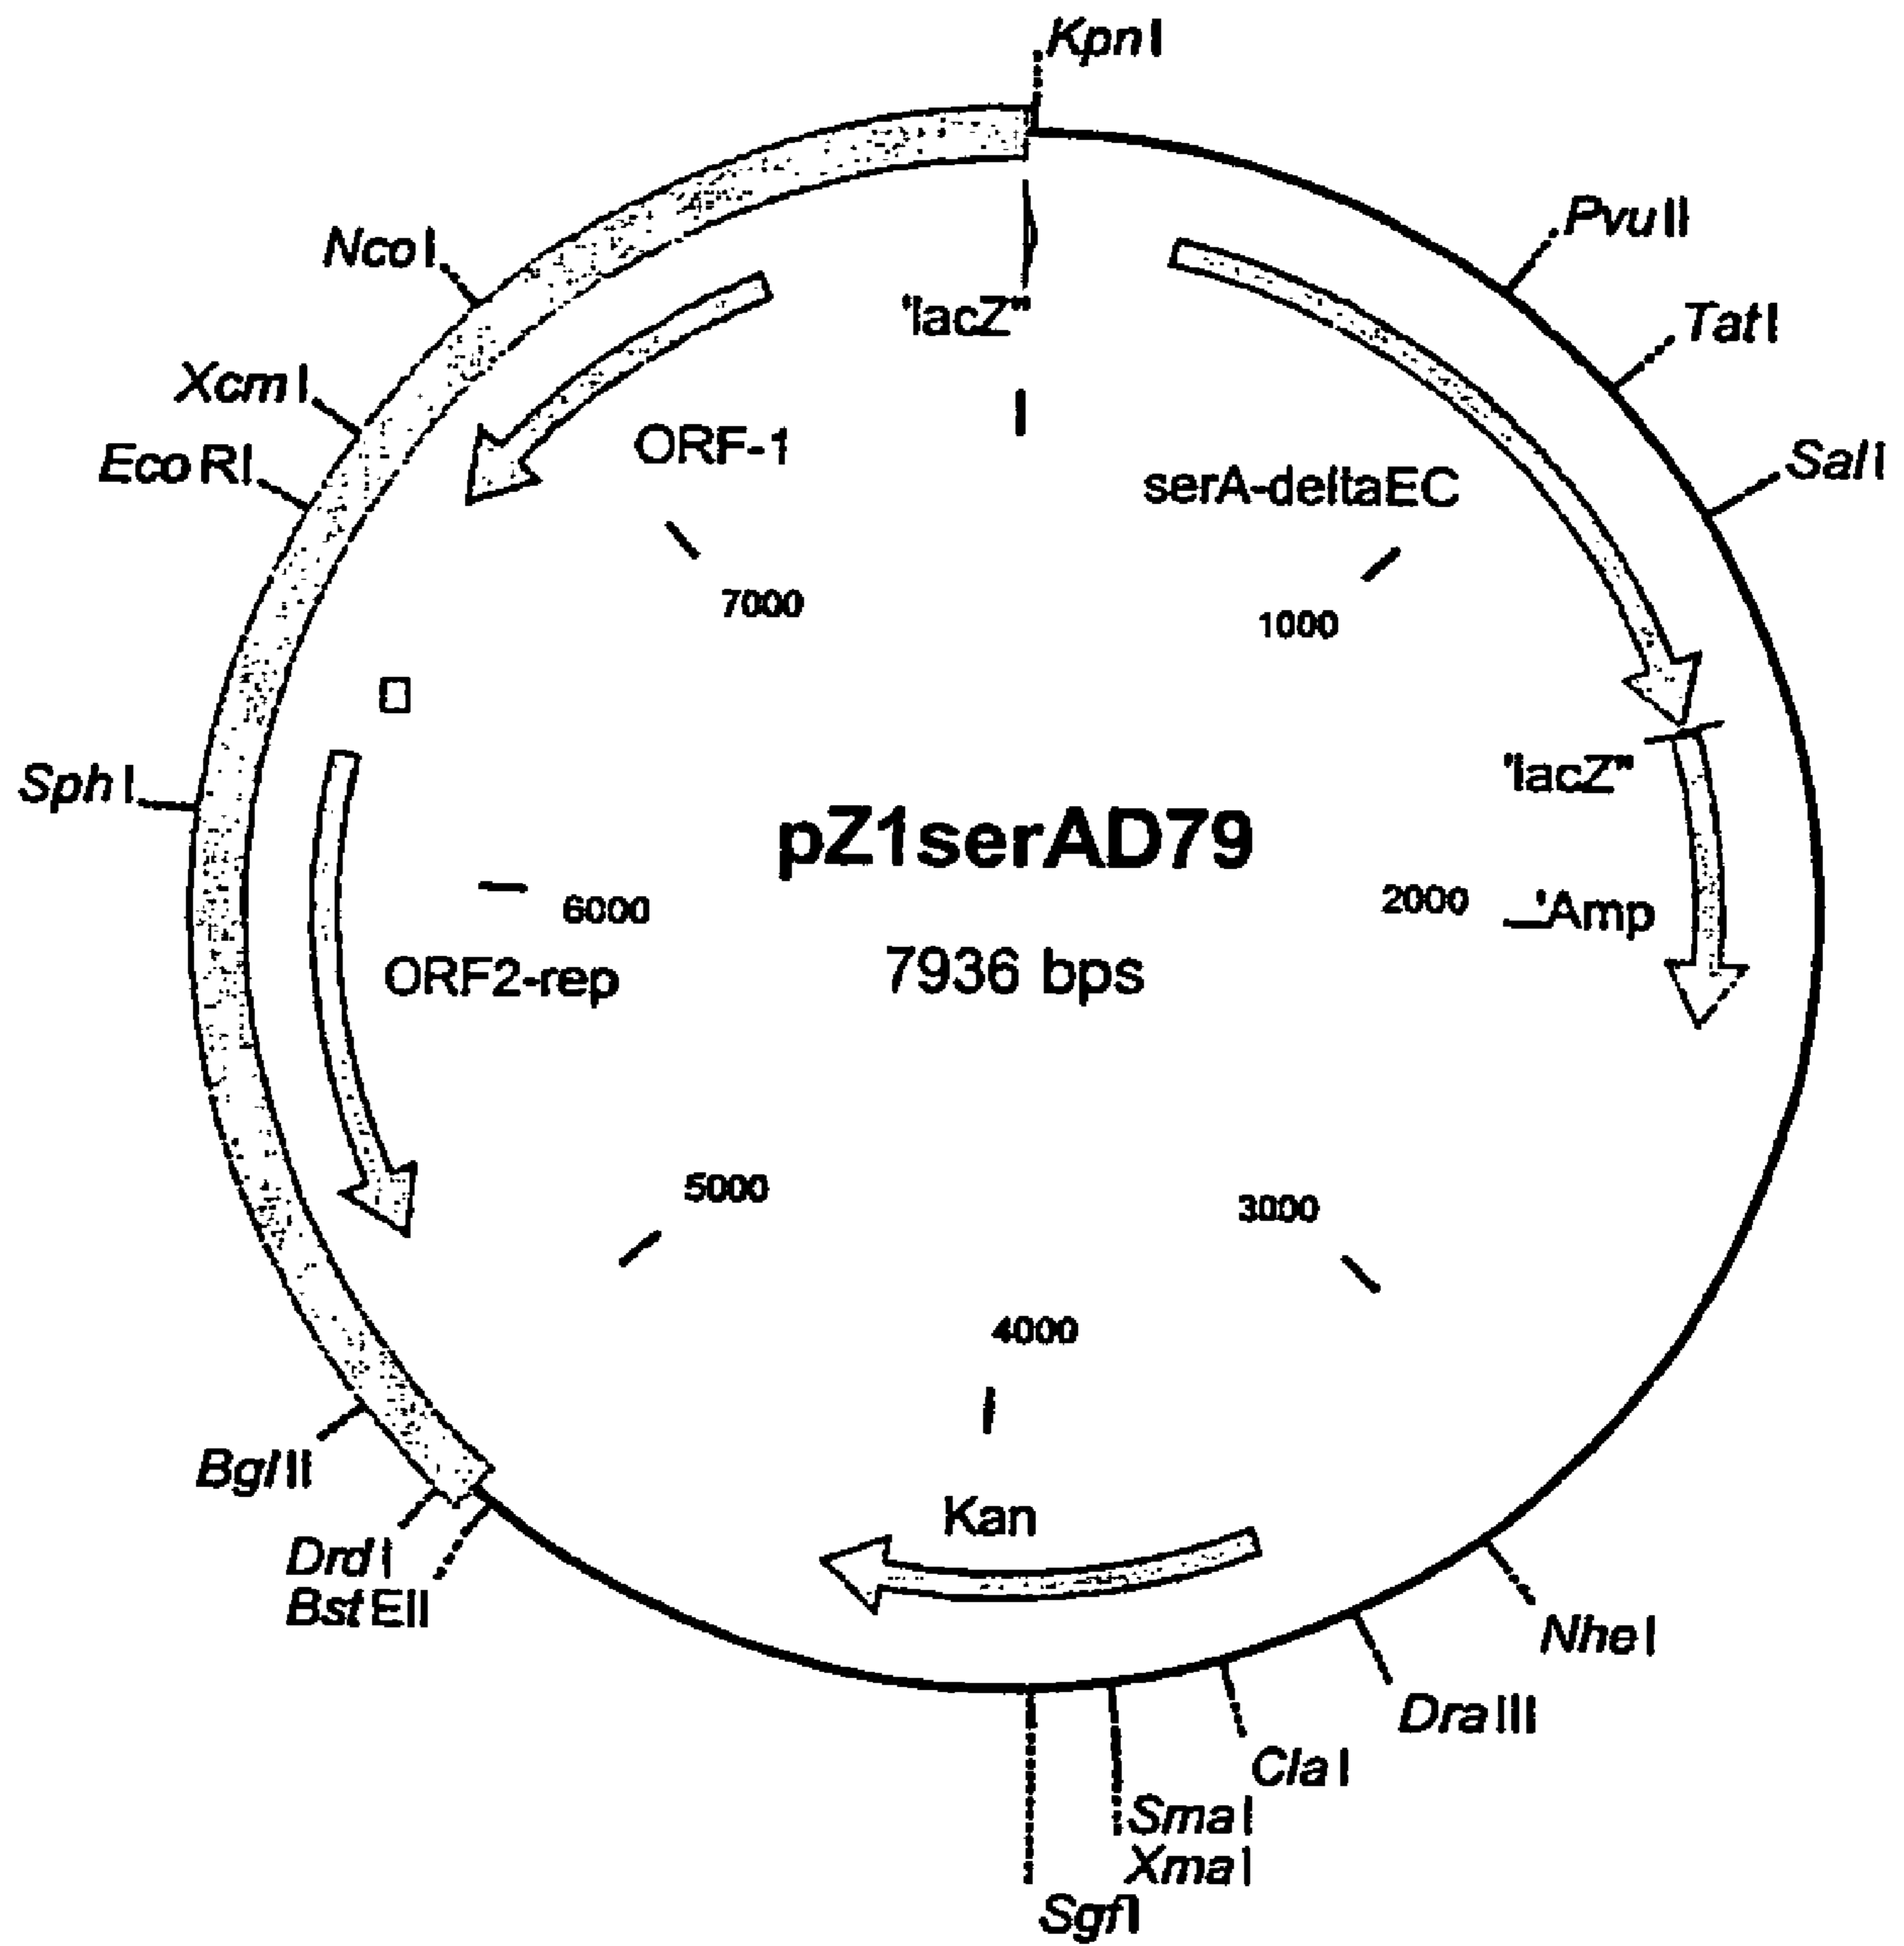 KpnI
PvuII
NcoI
'lacZ"
TatI
XcmI
ORF-1
EcoRI
serA-deltaEC
SalI
7000
1000
SphI
'lacZ"
pZ1serAD79
6000
2000
'Amp
ORF2-rep
7936 bps
5000
3000
4000
BglII
Kan
DrdI
BstEII
NheI
DraIII
ClaI
SmaI
XmaI
SgfI